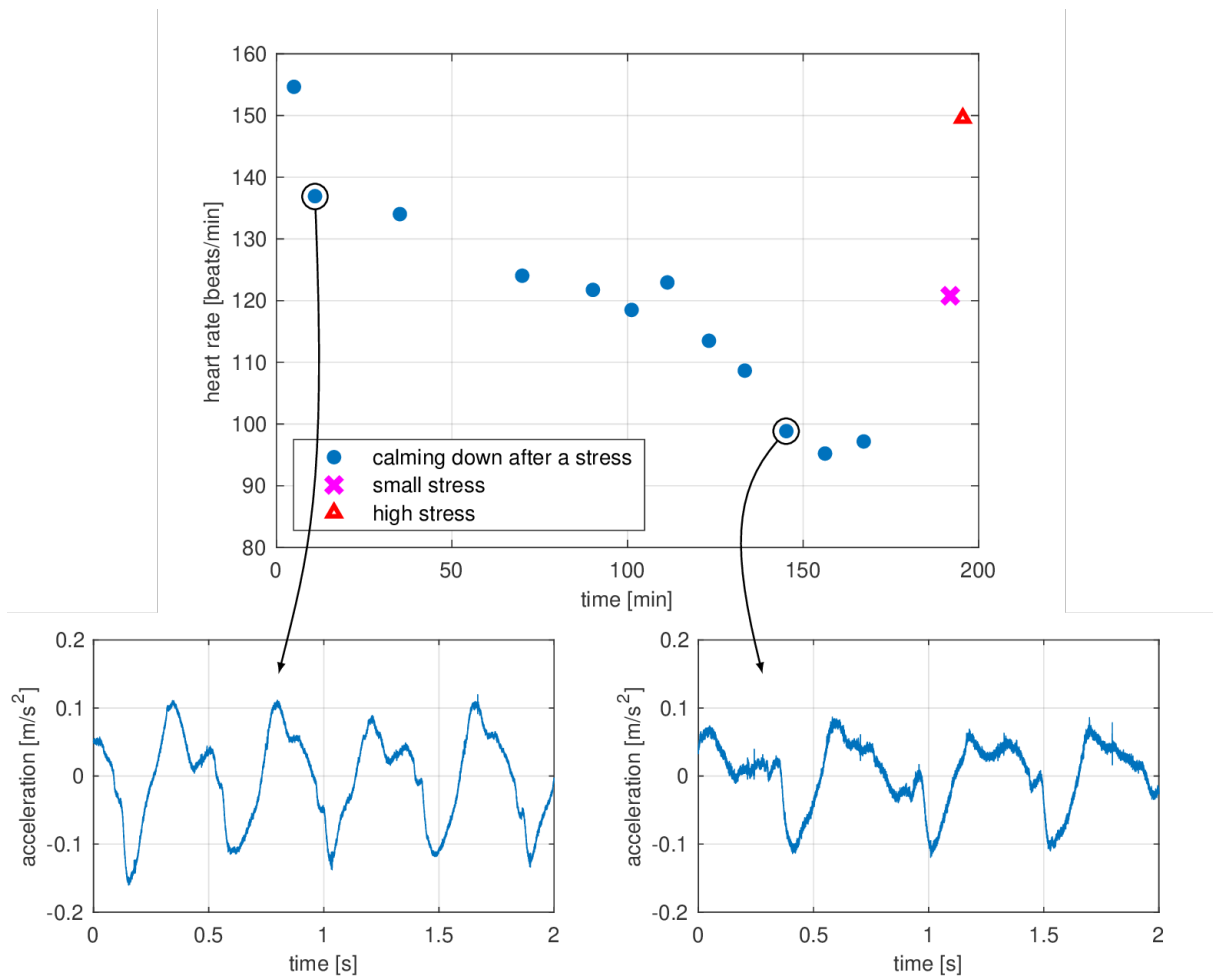 160
150
140
130
120
110
100
90
80
heart rate [beats/min]
calming down after a stress
small stress
high stress
0 50 100 150 200
time [min]
0.2
0.1
0
-0.1
-0.2
acceleration [m/s²]
0 0.5 1 1.5 2
time [s]
0.2
0.1
0
-0.1
-0.2
acceleration [m/s²]
0 0.5 1 1.5 2
time [s]